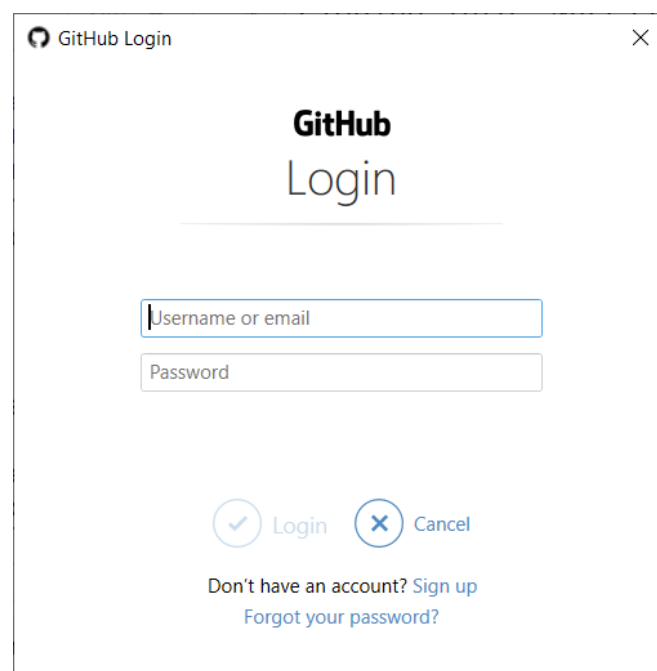 GitHub Login
GitHub
Login
Username or email
Password
Login Cancel
Don't have an account? Sign up
Forgot your password?